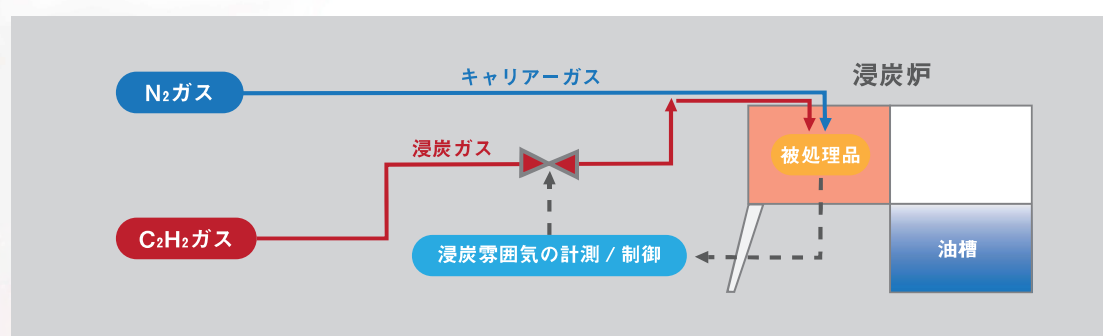 キャリアーガス
浸炭炉
N₂ガス
浸炭ガス
被処理品
C₂H₂ガス
浸炭雰囲気の計測/制御
油槽